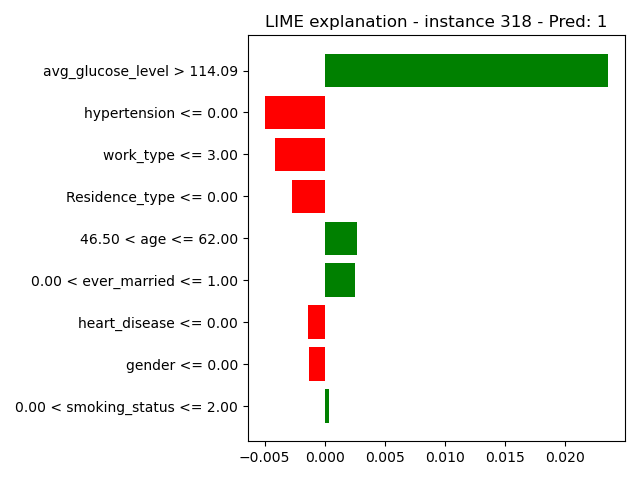 LIME explanation - instance 318 - Pred: 1
avg_glucose_level > 114.09
hypertension <= 0.00
work_type <= 3.00
Residence_type <= 0.00
46.50 < age <= 62.00
0.00 < ever_married <= 1.00
heart_disease <= 0.00
gender <= 0.00
0.00 < smoking_status <= 2.00
−0.005 0.000 0.005 0.010 0.015 0.020